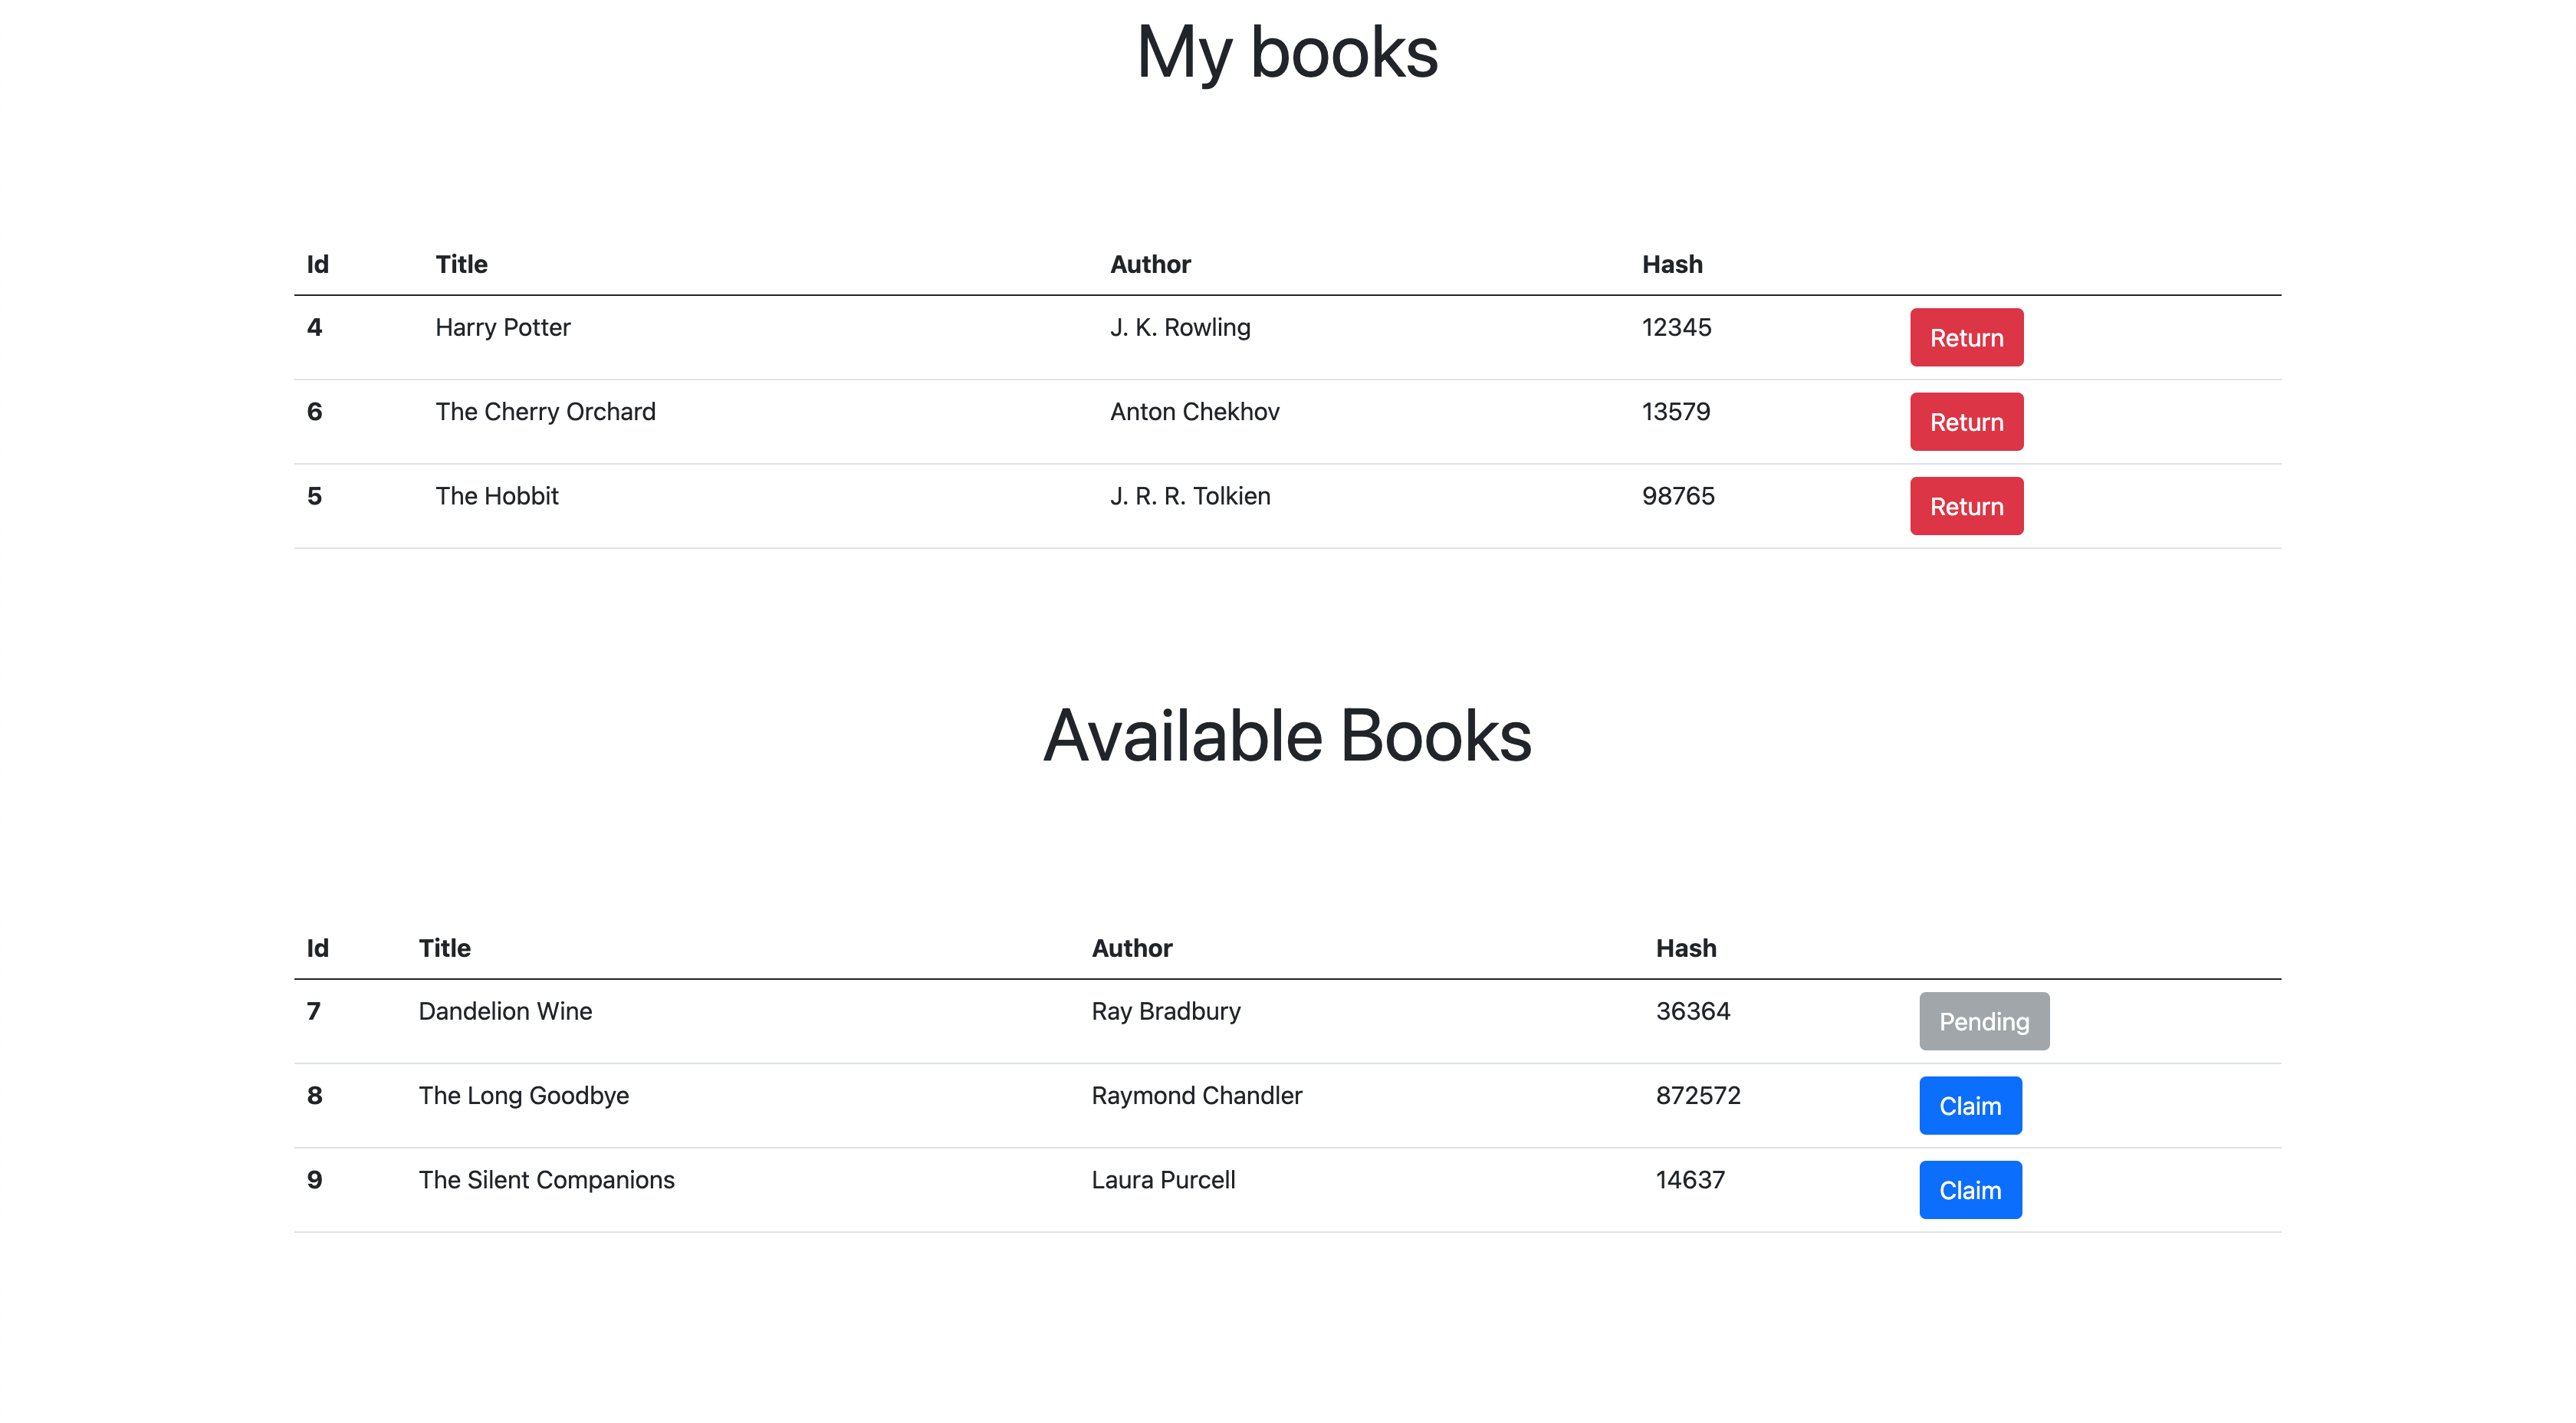 My books
Id Title Author Hash
4 Harry Potter J. K. Rowling 12345 Return
6 The Cherry Orchard Anton Chekhov 13579 Return
5 The Hobbit J. R. R. Tolkien 98765 Return
Available Books
Id Title Author Hash
7 Dandelion Wine Ray Bradbury 36364 Pending
8 The Long Goodbye Raymond Chandler 872572 Claim
9 The Silent Companions Laura Purcell 14637 Claim